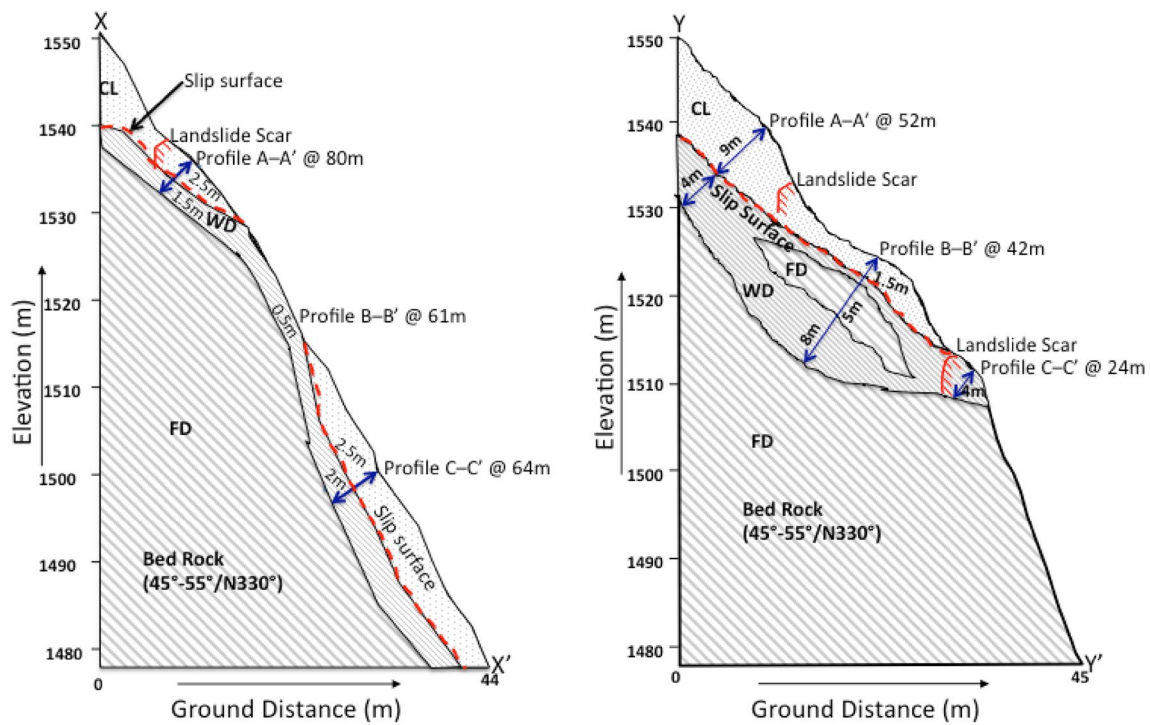 X
1550
1540
1530
1520
1510
1500
1490
1480
Elevation (m)
CL
Slip surface
Landslide Scar
Profile A–A’ @ 80m
2.5m
1.5m
WD
0.5m
Profile B–B’ @ 61m
FD
2.5m
2m
Profile C–C’ @ 64m
Slip surface
Bed Rock
(45°-55°/N330°)
X’
0
44
Ground Distance (m)
Y
1550
1540
1530
1520
1510
1500
1490
1480
Elevation (m)
CL
Profile A–A’ @ 52m
9m
4m
Landslide Scar
Slip Surface
Profile B–B’ @ 42m
FD
1.5m
WD
5m
8m
Landslide Scar
Profile C–C’ @ 24m
4m
FD
Bed Rock
(45°-55°/N330°)
Y’
0
45
Ground Distance (m)